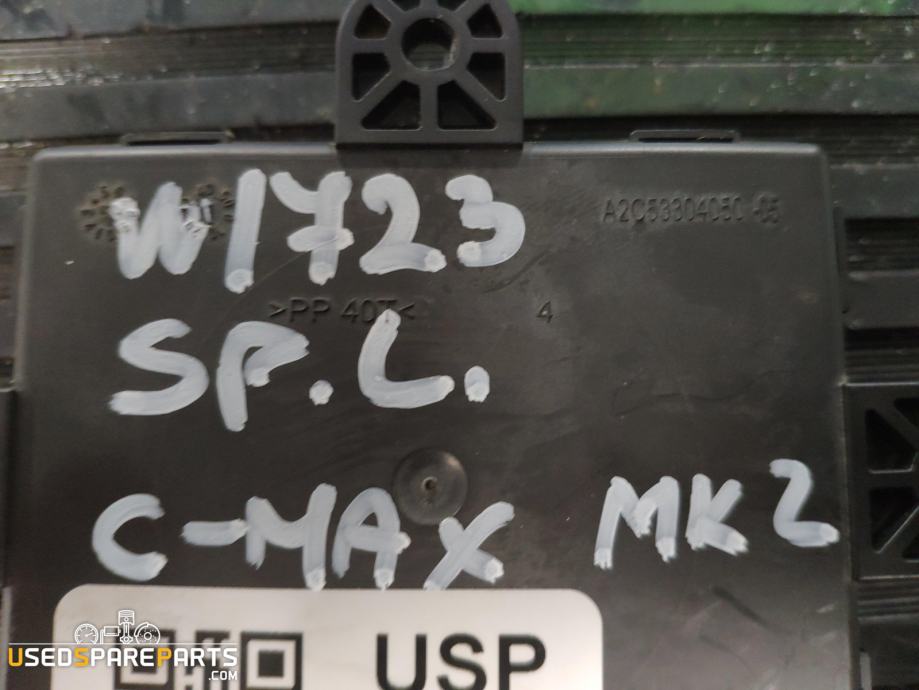 W1723
A2C53304050 -05
>PP 40T<
4
SP.L.
C-MAX MK2
USP
USEDSPAREPARTS
.COM